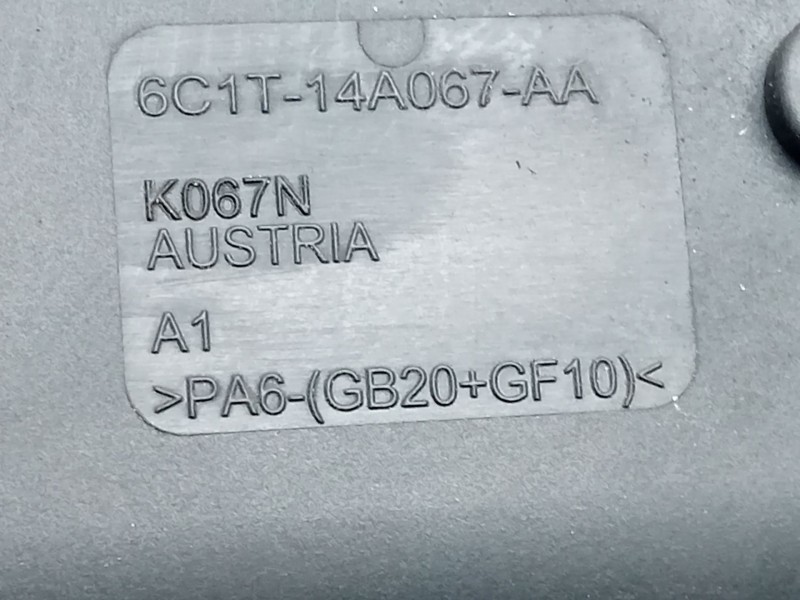 6C1T-14A067-AA
K067N
AUSTRIA
A1
>PA6-(GB20+GF10)<